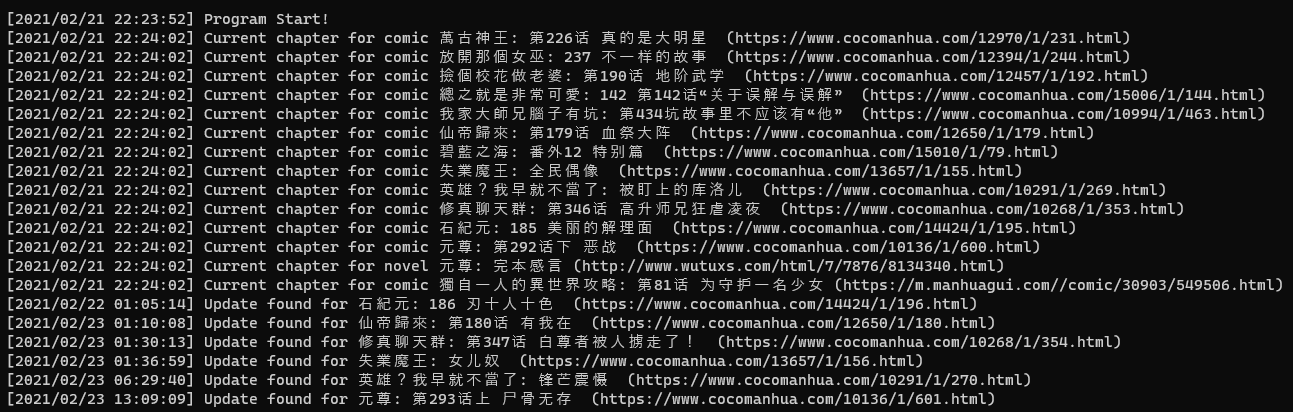 [2021/02/21 22:23:52] Program Start!
[2021/02/21 22:24:02] Current chapter for comic 萬古神王: 第226话 真的是大明星  (https://www.cocomanhua.com/12970/1/231.html)
[2021/02/21 22:24:02] Current chapter for comic 放開那個女巫: 237 不一样的故事  (https://www.cocomanhua.com/12394/1/244.html)
[2021/02/21 22:24:02] Current chapter for comic 撿個校花做老婆: 第190话 地阶武学  (https://www.cocomanhua.com/12457/1/192.html)
[2021/02/21 22:24:02] Current chapter for comic 總之就是非常可愛: 142 第142话“关于误解与误解”  (https://www.cocomanhua.com/15006/1/144.html)
[2021/02/21 22:24:02] Current chapter for comic 我家大師兄腦子有坑: 第434坑故事里不应该有“他”  (https://www.cocomanhua.com/10994/1/463.html)
[2021/02/21 22:24:02] Current chapter for comic 仙帝歸來: 第179话 血祭大阵  (https://www.cocomanhua.com/12650/1/179.html)
[2021/02/21 22:24:02] Current chapter for comic 碧藍之海: 番外12 特别篇  (https://www.cocomanhua.com/15010/1/79.html)
[2021/02/21 22:24:02] Current chapter for comic 失業魔王: 全民偶像  (https://www.cocomanhua.com/13657/1/155.html)
[2021/02/21 22:24:02] Current chapter for comic 英雄？我早就不當了: 被盯上的库洛儿  (https://www.cocomanhua.com/10291/1/269.html)
[2021/02/21 22:24:02] Current chapter for comic 修真聊天群: 第346话 高升师兄狂虐凌夜  (https://www.cocomanhua.com/10268/1/353.html)
[2021/02/21 22:24:02] Current chapter for comic 石紀元: 185 美丽的解理面  (https://www.cocomanhua.com/14424/1/195.html)
[2021/02/21 22:24:02] Current chapter for comic 元尊: 第292话下 恶战  (https://www.cocomanhua.com/10136/1/600.html)
[2021/02/21 22:24:02] Current chapter for novel 元尊: 完本感言 (http://www.wutuxs.com/html/7/7876/8134340.html)
[2021/02/21 22:24:02] Current chapter for comic 獨自一人的異世界攻略: 第81话 为守护一名少女 (https://m.manhuagui.com//comic/30903/549506.html)
[2021/02/22 01:05:14] Update found for 石紀元: 186 刃十人十色  (https://www.cocomanhua.com/14424/1/196.html)
[2021/02/23 01:10:08] Update found for 仙帝歸來: 第180话 有我在  (https://www.cocomanhua.com/12650/1/180.html)
[2021/02/23 01:30:13] Update found for 修真聊天群: 第347话 白尊者被人掳走了！  (https://www.cocomanhua.com/10268/1/354.html)
[2021/02/23 01:36:59] Update found for 失業魔王: 女儿奴  (https://www.cocomanhua.com/13657/1/156.html)
[2021/02/23 06:29:40] Update found for 英雄？我早就不當了: 锋芒震慑  (https://www.cocomanhua.com/10291/1/270.html)
[2021/02/23 13:09:09] Update found for 元尊: 第293话上 尸骨无存  (https://www.cocomanhua.com/10136/1/601.html)